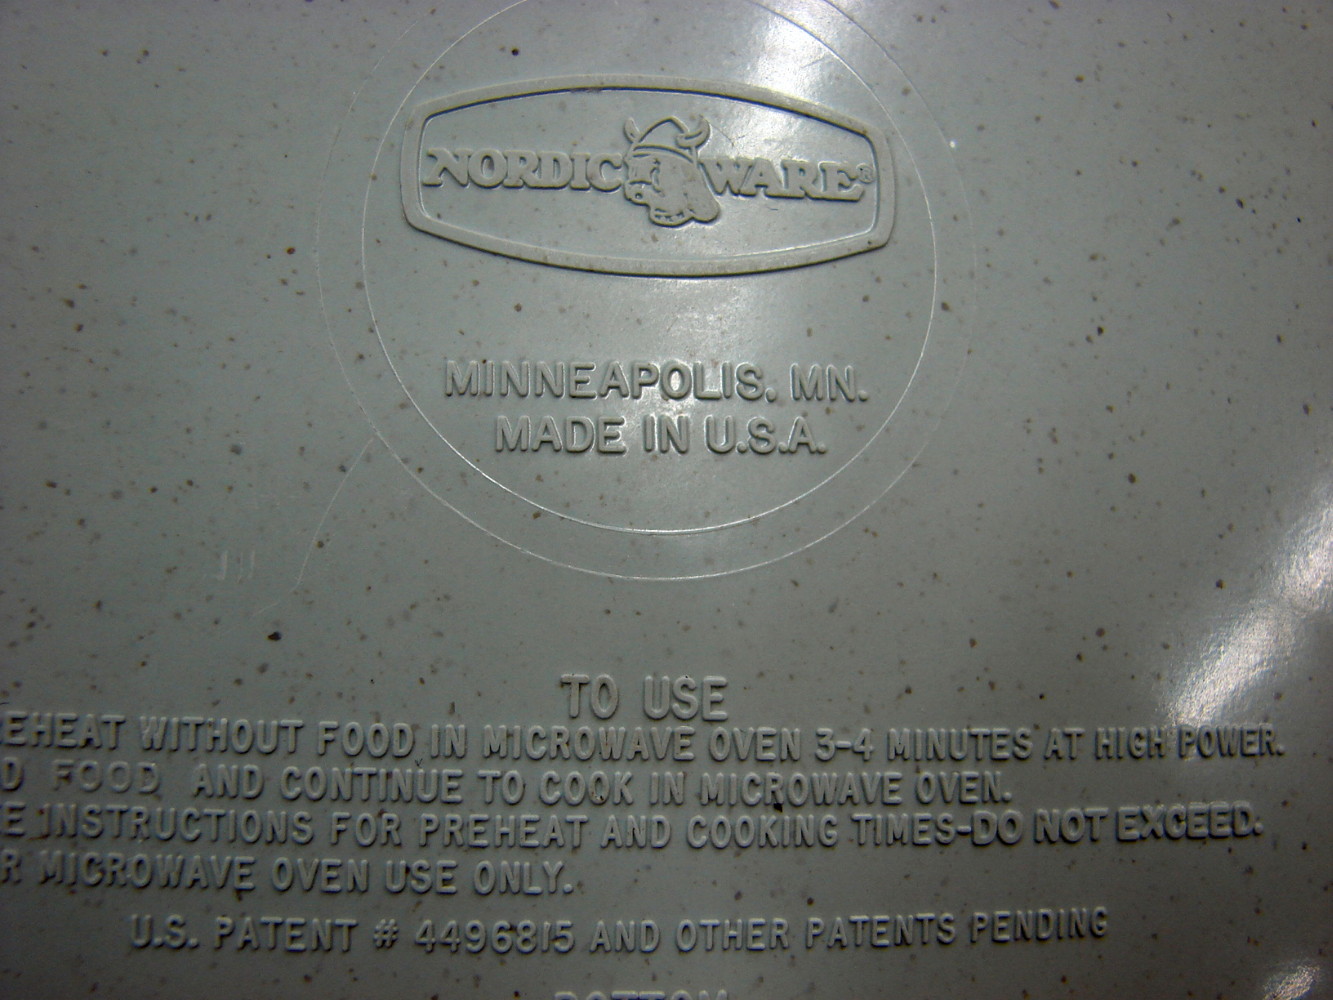 NORDIC WARE®
MINNEAPOLIS, MN.
MADE IN U.S.A.
TO USE
EHEAT WITHOUT FOOD IN MICROWAVE OVEN 3-4 MINUTES AT HIGH POWER.
D FOOD AND CONTINUE TO COOK IN MICROWAVE OVEN.
E INSTRUCTIONS FOR PREHEAT AND COOKING TIMES-DO NOT EXCEED.
R MICROWAVE OVEN USE ONLY.
U.S. PATENT # 4496815 AND OTHER PATENTS PENDING
BOTTOM